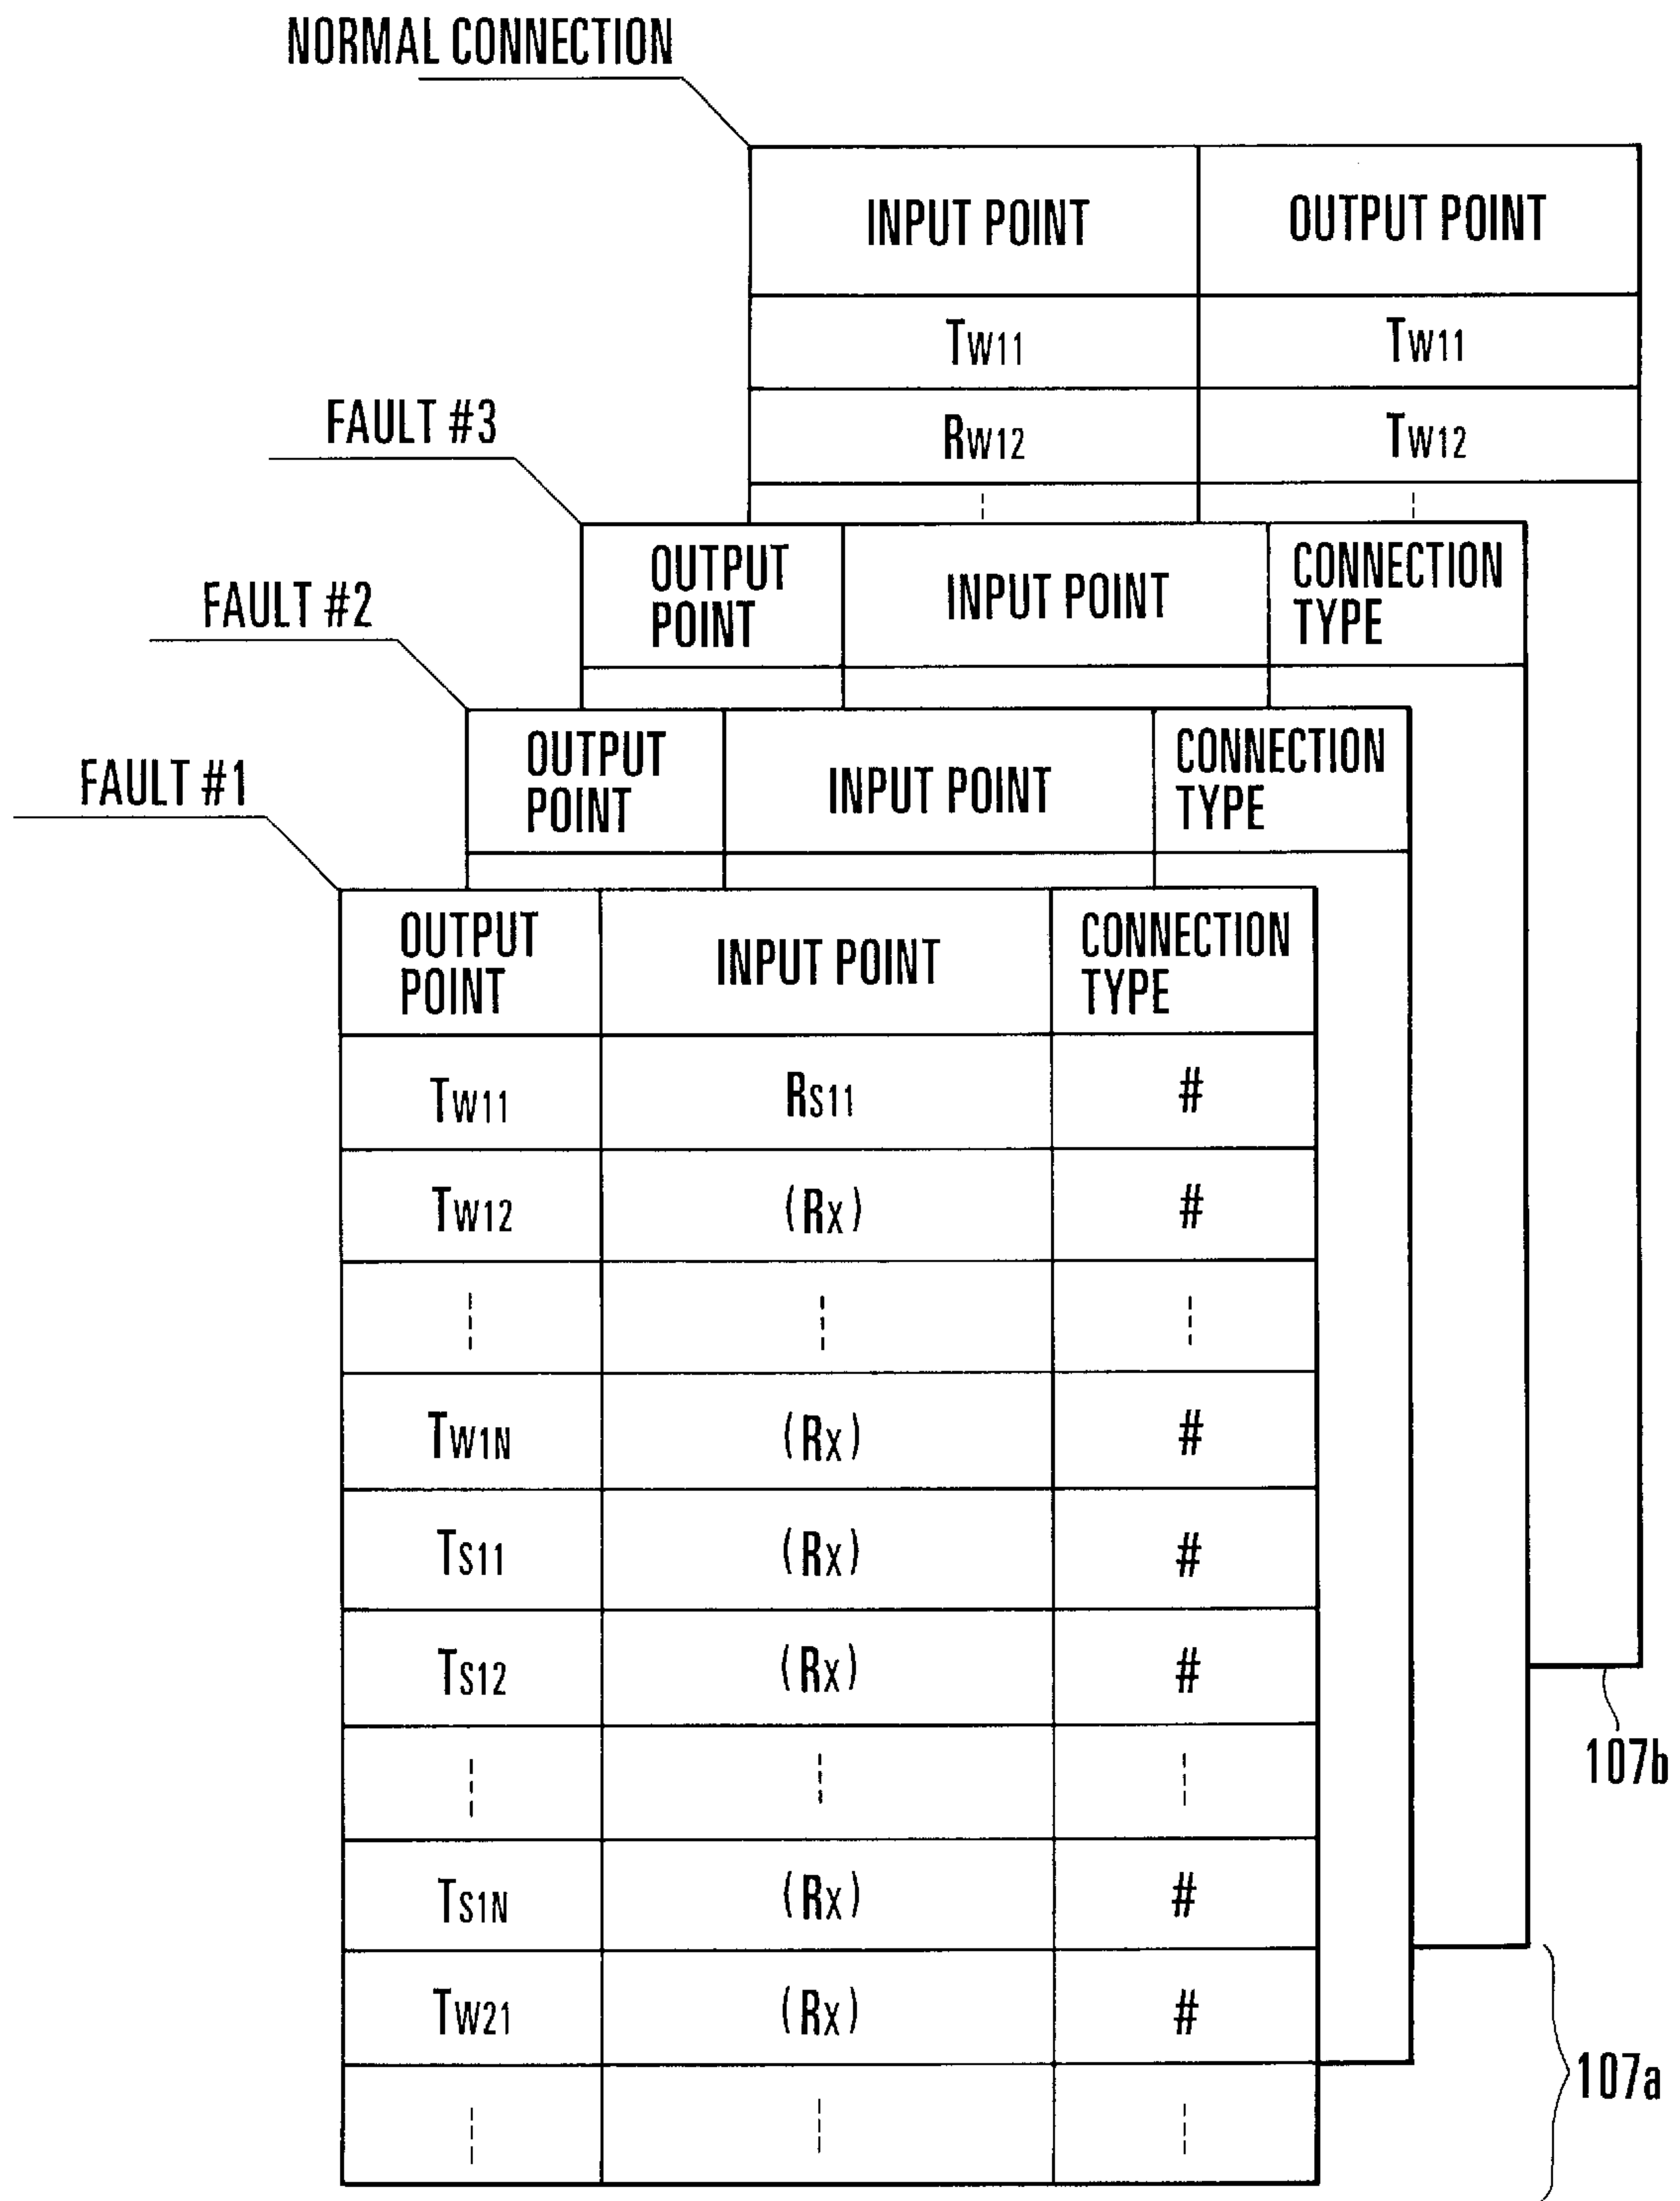 NORMAL CONNECTION
INPUT POINT OUTPUT POINT
TW11 TW11
RW12 TW12
FAULT #3
OUTPUT POINT INPUT POINT CONNECTION TYPE
FAULT #2
OUTPUT POINT INPUT POINT CONNECTION TYPE
FAULT #1
OUTPUT POINT INPUT POINT CONNECTION TYPE
TW11 RS11 #
TW12 (RX) #
TW1N (RX) #
TS11 (RX) #
TS12 (RX) #
107b
TS1N (RX) #
TW21 (RX) #
107a